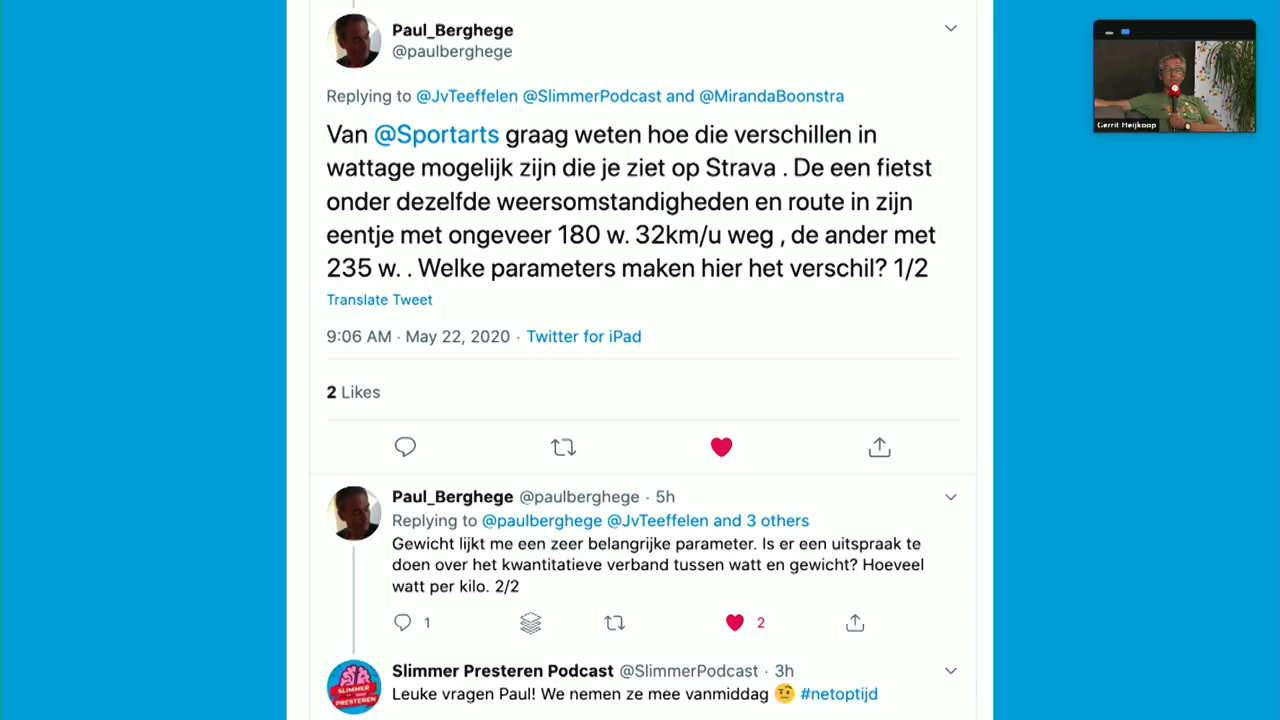 Paul_Berghege
@paulberghege
Replying to @JvTeeffelen @SlimmerPodcast and @MirandaBoonstra
Van @Sportarts graag weten hoe die verschillen in
wattage mogelijk zijn die je ziet op Strava . De een fietst
onder dezelfde weersomstandigheden en route in zijn
eentje met ongeveer 180 w. 32km/u weg , de ander met
235 w. . Welke parameters maken hier het verschil? 1/2
Translate Tweet
9:06 AM · May 22, 2020 · Twitter for iPad
2 Likes
Paul_Berghege @paulberghege · 5h
Replying to @paulberghege @JvTeeffelen and 3 others
Gewicht lijkt me een zeer belangrijke parameter. Is er een uitspraak te
doen over het kwantitatieve verband tussen watt en gewicht? Hoeveel
watt per kilo. 2/2
1
2
Slimmer Presteren Podcast @SlimmerPodcast · 3h
Leuke vragen Paul! We nemen ze mee vanmiddag 🤨 #netoptijd
SLIMMER
PRESTEREN
Gerrit Heijkoop